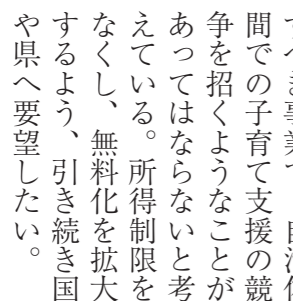 間での子育て支援の競
争を招くようなことが
あってはならないと考
えている。所得制限を
なくし、無料化を拡大
するよう、引き続き国
や県へ要望したい。